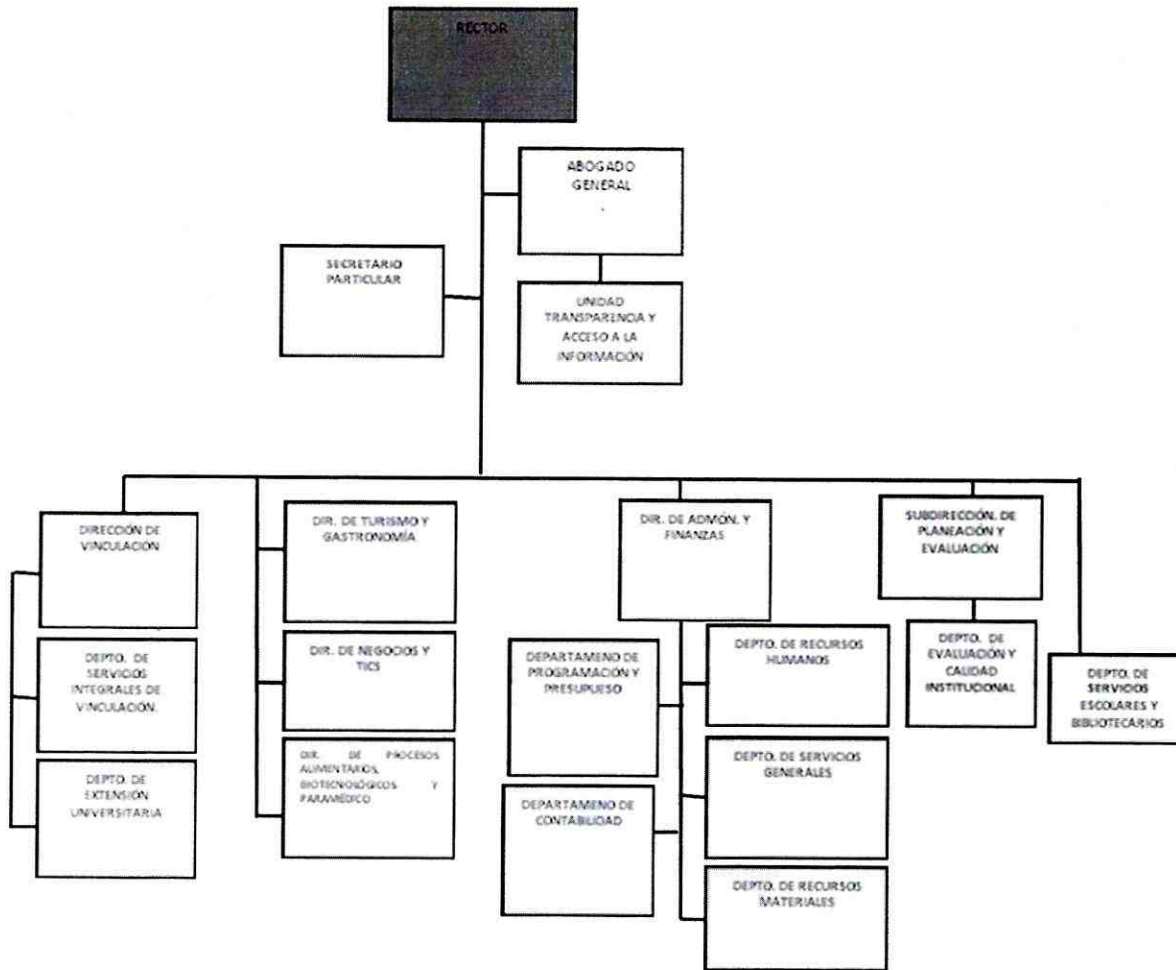 RECTOR
ABOGADO
GENERAL
SECRETARIO
PARTICULAR
UNIDAD
TRANSPARENCIA Y
ACCESO A LA
INFORMACIÓN
DIRECCIÓN DE
VINCULACIÓN
DEPTO. DE
SERVICIOS
INTEGRALES DE
VINCULACIÓN.
DEPTO. DE
EXTENSIÓN
UNIVERSITARIA
DIR. DE TURISMO Y
GASTRONOMÍA
DIR. DE NEGOCIOS Y
TICS
DIR. DE PROCESOS
ALIMENTARIOS,
BIOTECNOLÓGICOS Y
PARAMÉDICO
DIR. DE ADMÓN. Y
FINANZAS
DEPARTAMENO DE
PROGRAMACIÓN Y
PRESUPUESO
DEPARTAMENO DE
CONTABILIDAD
DEPTO. DE RECURSOS
HUMANOS
DEPTO. DE SERVICIOS
GENERALES
DEPTO. DE RECURSOS
MATERIALES
SUBDIRECCIÓN. DE
PLANEACIÓN Y
EVALUACIÓN
DEPTO. DE
EVALUACIÓN Y
CALIDAD
INSTITUCIONAL
DEPTO. DE
SERVICIOS
ESCOLARES Y
BIBLIOTECARIOS